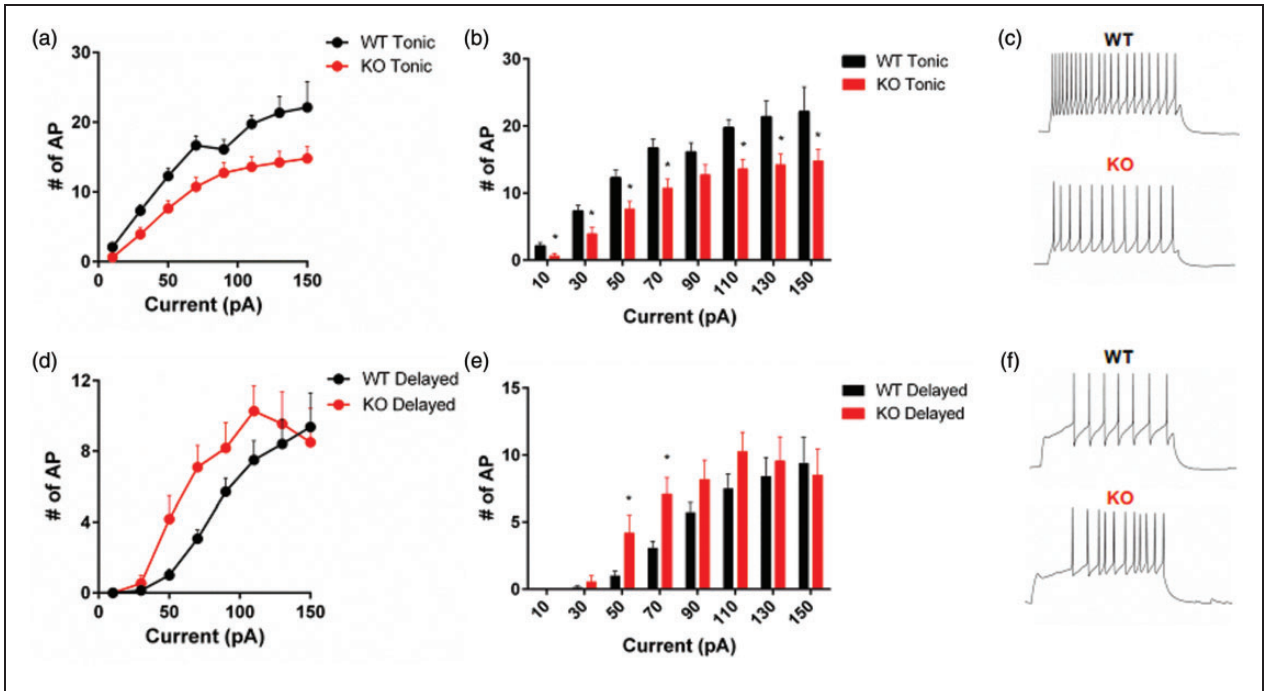 (a)
WT Tonic
KO Tonic
30
20
10
0
# of AP
0 50 100 150
Current (pA)
(b)
WT Tonic
KO Tonic
30
20
10
0
# of AP
* * * * * * *
10 30 50 70 90 110 130 150
Current (pA)
(c)
WT
KO
(d)
WT Delayed
KO Delayed
12
8
4
0
# of AP
0 50 100 150
Current (pA)
(e)
WT Delayed
KO Delayed
15
10
5
0
# of AP
* *
10 30 50 70 90 110 130 150
Current (pA)
(f)
WT
KO